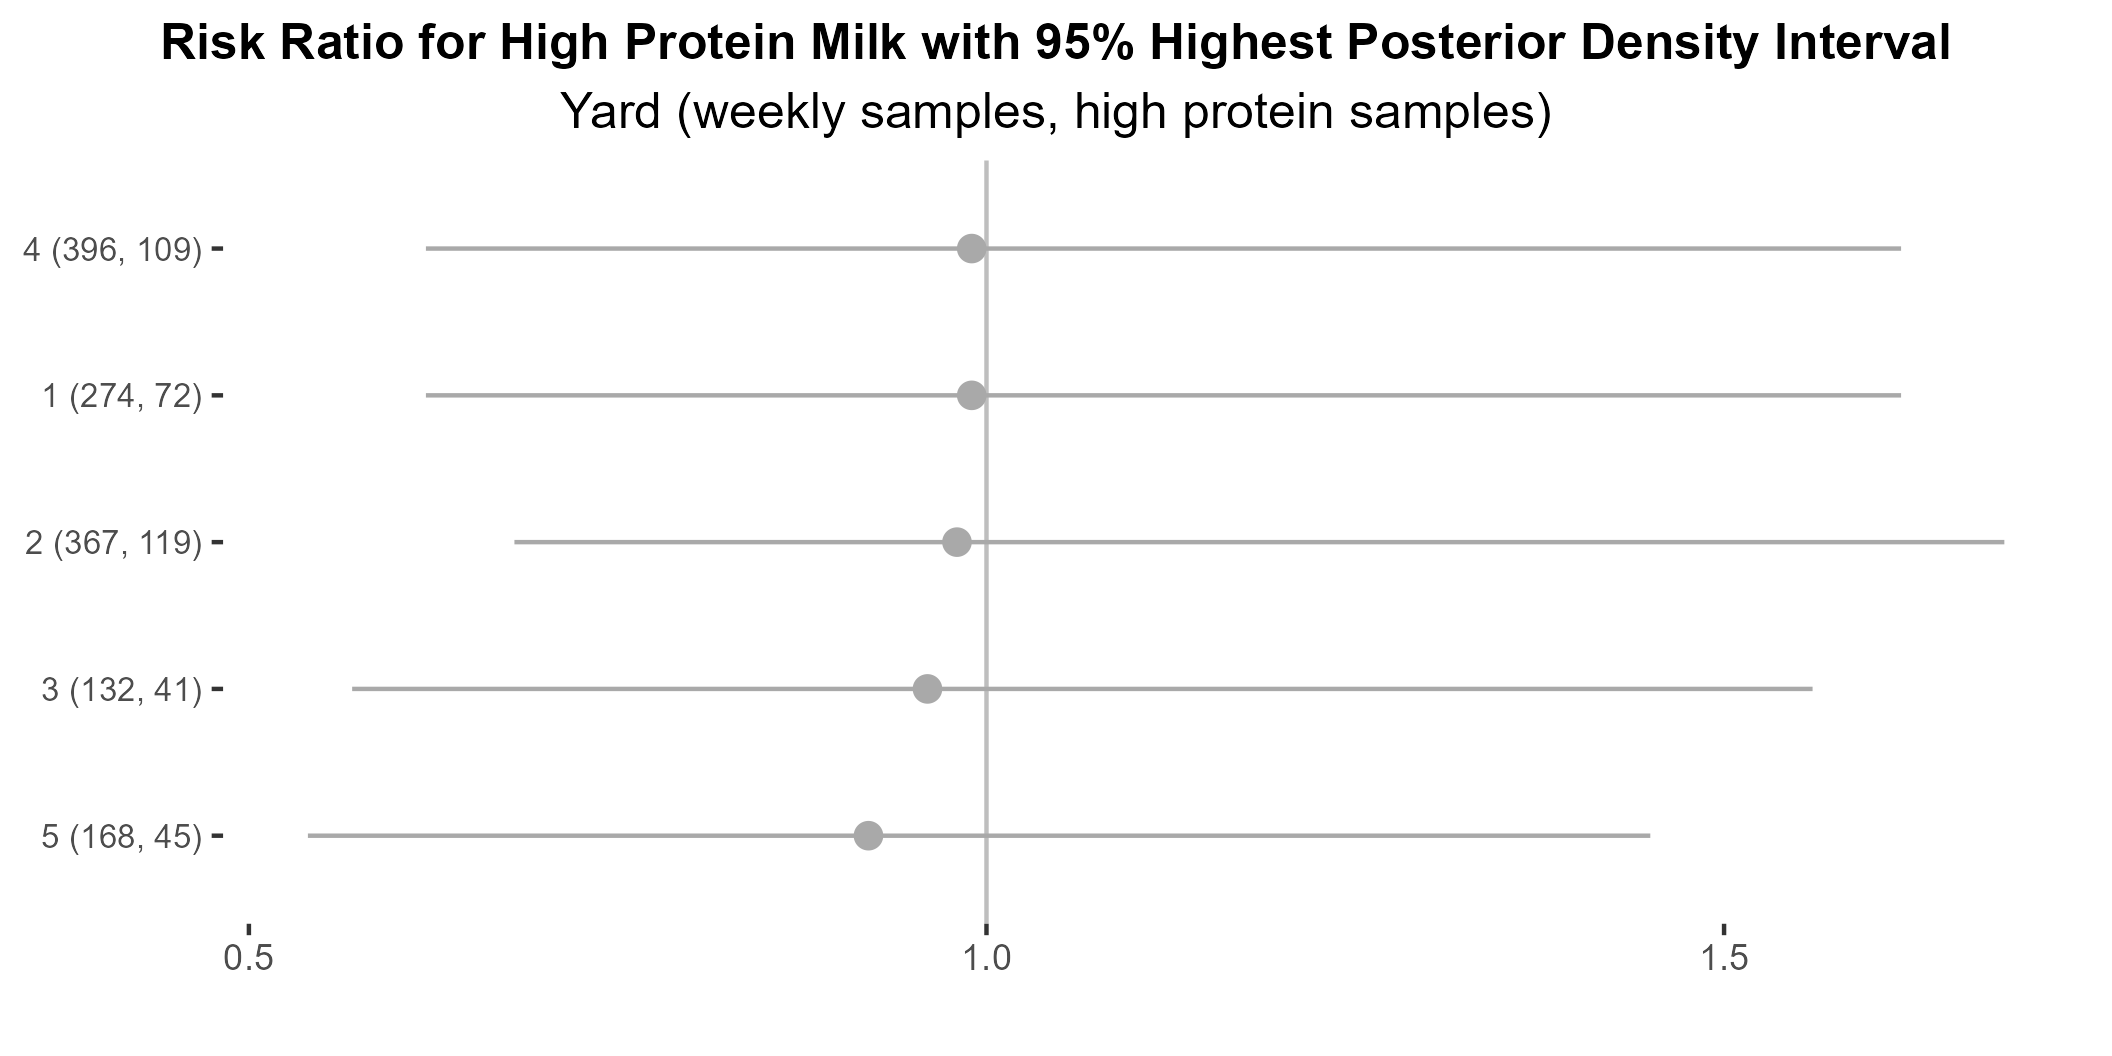 Risk Ratio for High Protein Milk with 95% Highest Posterior Density Interval
Yard (weekly samples, high protein samples)
4 (396, 109)
1 (274, 72)
2 (367, 119)
3 (132, 41)
5 (168, 45)
0.5 1.0 1.5